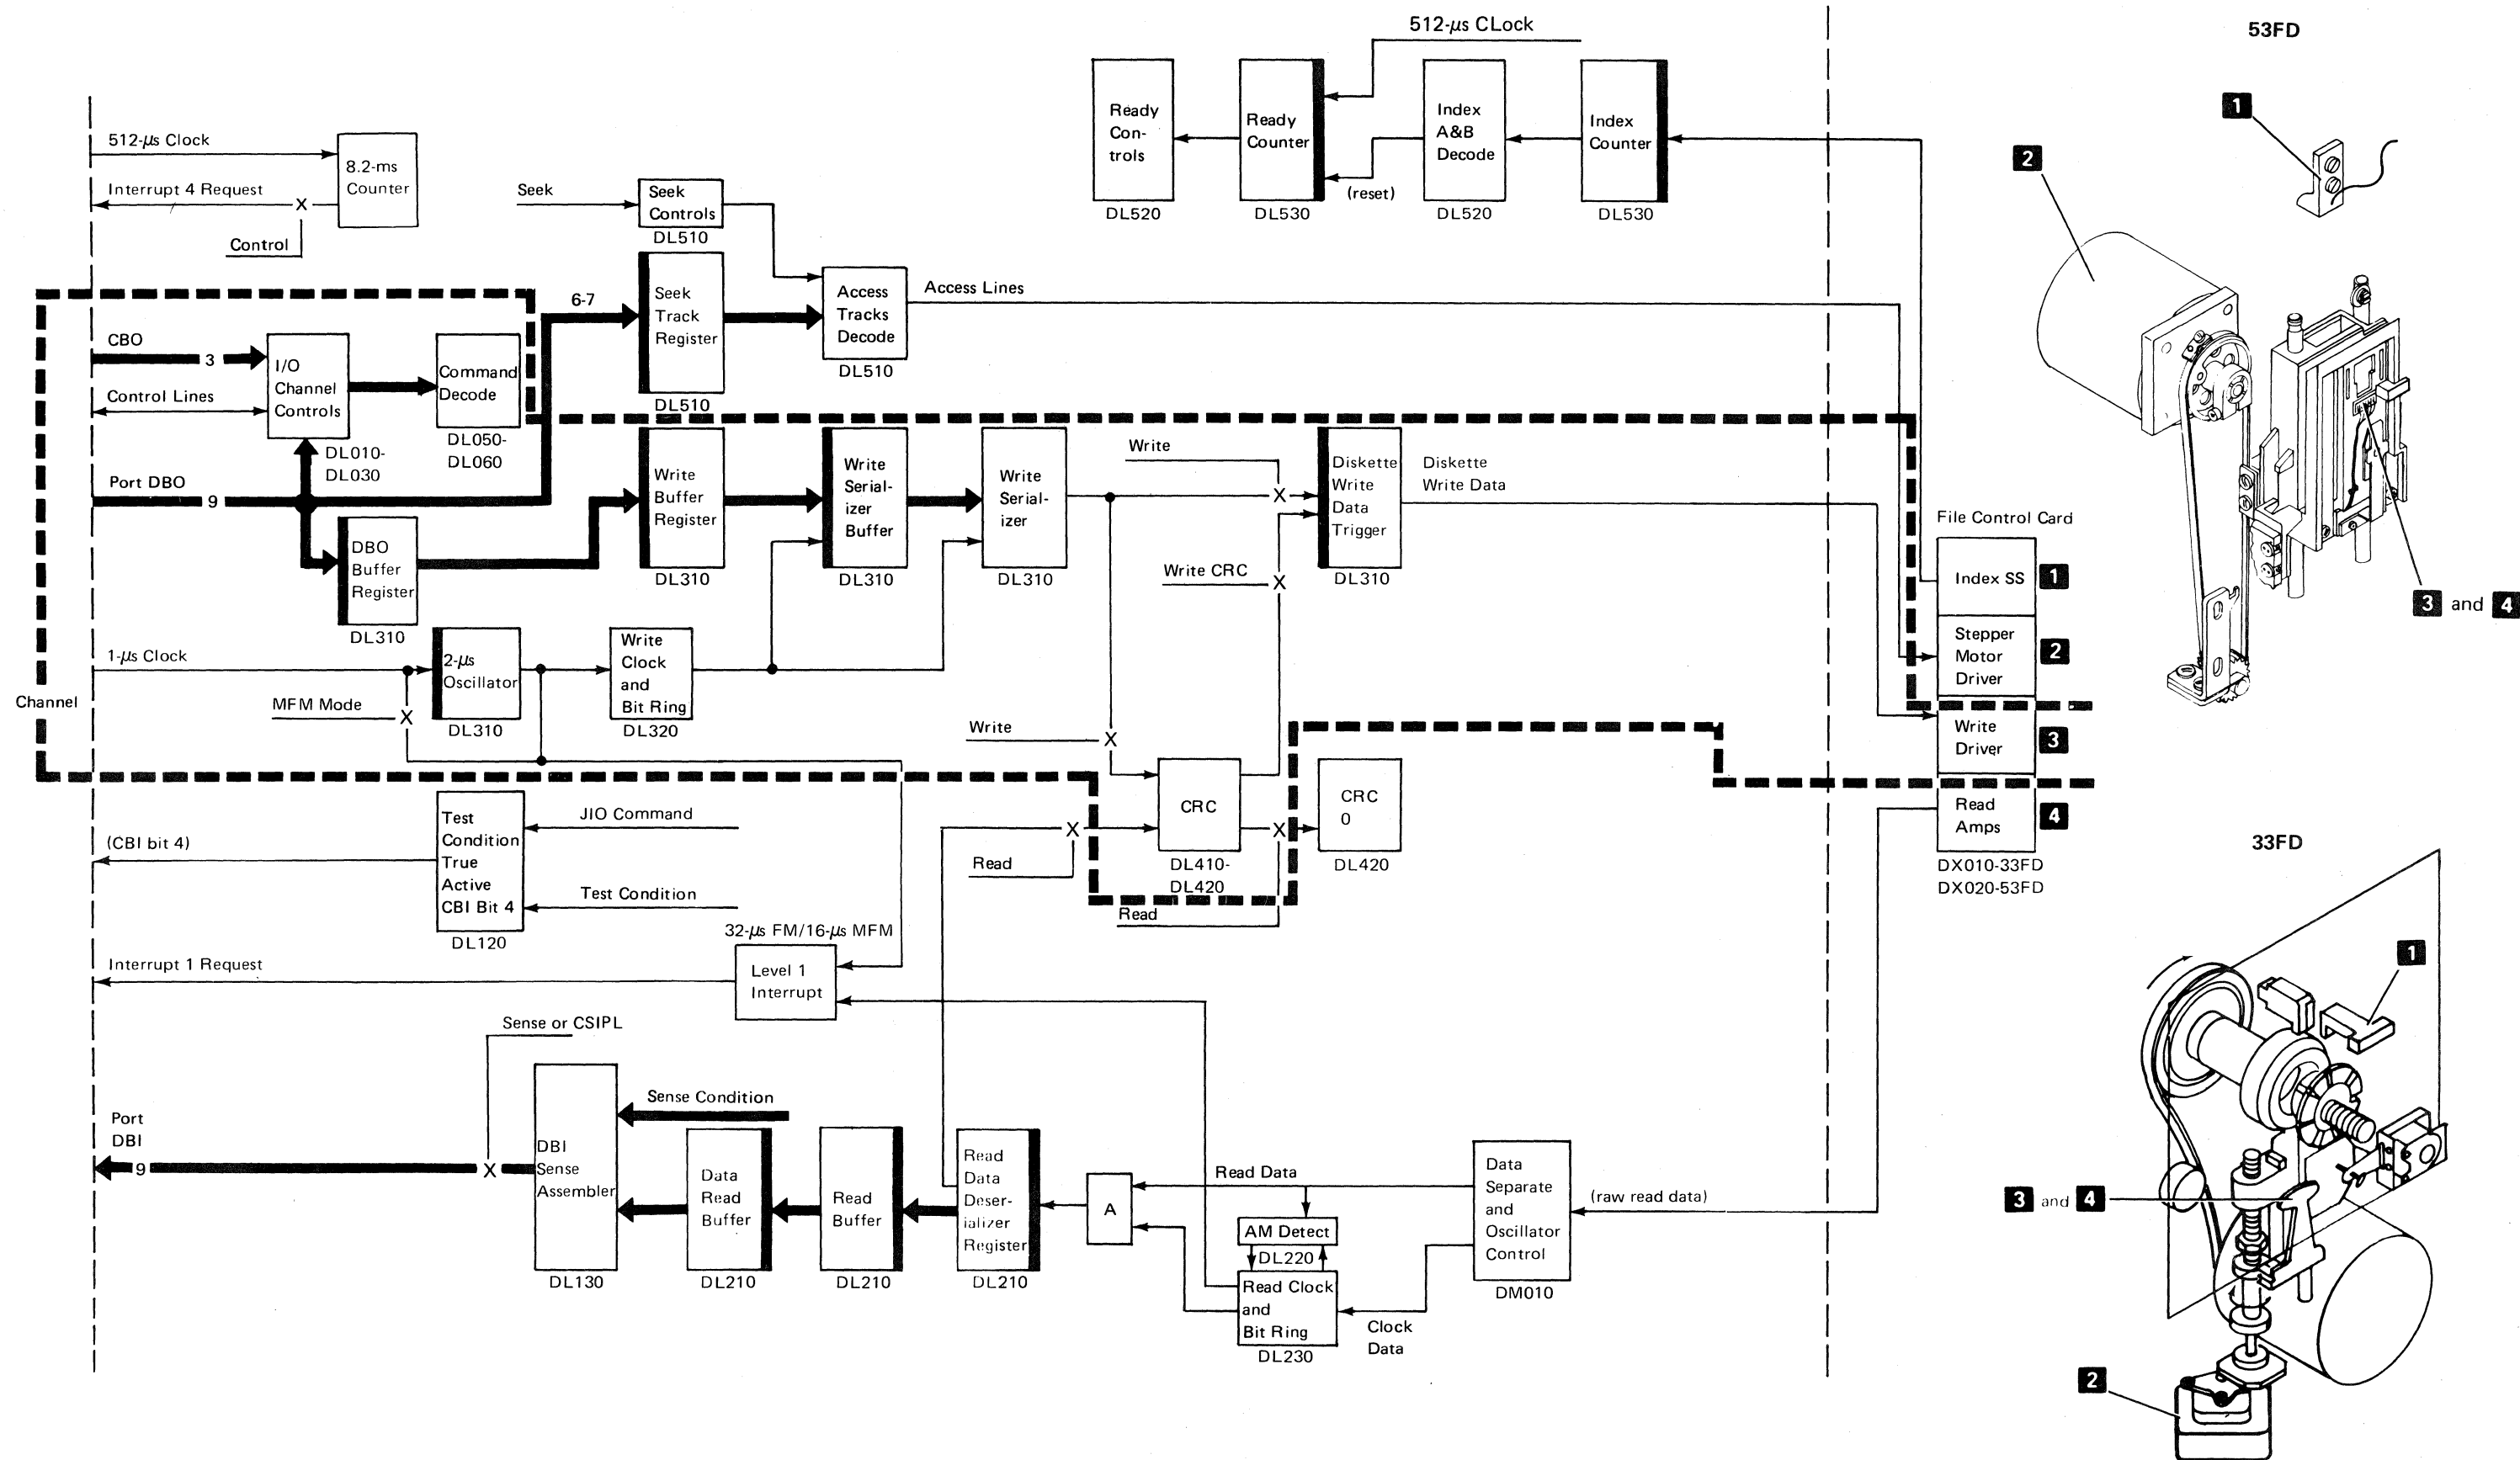 512-μs CLock
53FD
1
2
Ready
Con-
trols
DL520
Ready
Counter
DL530
(reset)
Index
A&B
Decode
DL520
Index
Counter
DL530
512-μs Clock
Interrupt 4 Request
X
Control
8.2-ms
Counter
Seek
Seek
Controls
DL510
6-7
Seek
Track
Register
DL510
Access
Tracks
Decode
DL510
Access Lines
CBO
3
Control Lines
I/O
Channel
Controls
DL010-
DL030
Command
Decode
DL050-
DL060
Port DBO
9
DBO
Buffer
Register
DL310
Write
Buffer
Register
DL310
Write
Serial-
izer
Buffer
DL310
Write
Serial-
izer
DL310
Write
X
Write CRC
X
Diskette
Write
Data
Trigger
DL310
Diskette
Write Data
File Control Card
Index SS
1
Stepper
Motor
Driver
2
Write
Driver
3
Read
Amps
4
DX010-33FD
DX020-53FD
3 and 4
Channel
1-μs Clock
MFM Mode
X
2-μs
Oscillator
DL310
Write
Clock
and
Bit Ring
DL320
Write
X
CRC
DL410-
DL420
X
CRC
0
DL420
Read
X
Read
(CBI bit 4)
Test
Condition
True
Active
CBI Bit 4
DL120
JIO Command
Test Condition
Interrupt 1 Request
32-μs FM/16-μs MFM
Level 1
Interrupt
Sense or CSIPL
Port
DBI
9
X
DBI
Sense
Assembler
DL130
Sense Condition
Data
Read
Buffer
DL210
Read
Buffer
DL210
Read
Data
Deser-
ializer
Register
DL210
A
Read Data
AM Detect
DL220
Read Clock
and
Bit Ring
DL230
Clock
Data
Data
Separate
and
Oscillator
Control
DM010
(raw read data)
33FD
1
3 and 4
2